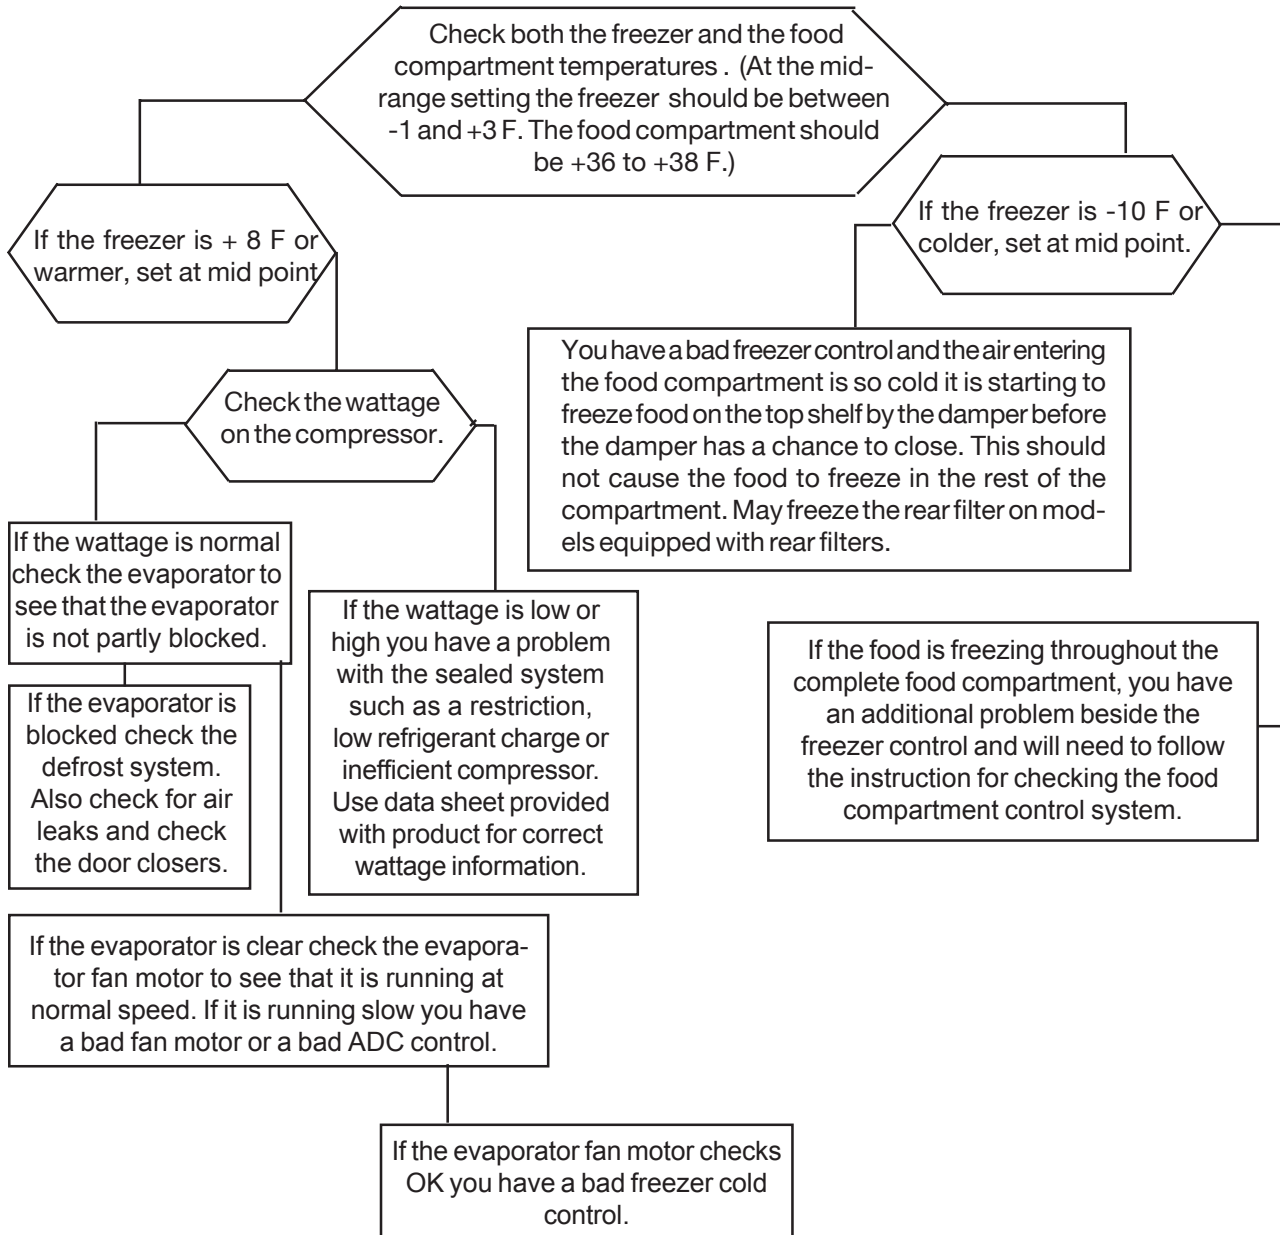 Check both the freezer and the food
compartment temperatures . (At the mid-
range setting the freezer should be between
-1 and +3 F. The food compartment should
be +36 to +38 F.)
If the freezer is + 8 F or
warmer, set at mid point
If the freezer is -10 F or
colder, set at mid point.
Check the wattage
on the compressor.
You have a bad freezer control and the air entering
the food compartment is so cold it is starting to
freeze food on the top shelf by the damper before
the damper has a chance to close. This should
not cause the food to freeze in the rest of the
compartment. May freeze the rear filter on mod-
els equipped with rear filters.
If the wattage is normal
check the evaporator to
see that the evaporator
is not partly blocked.
If the wattage is low or
high you have a problem
with the sealed system
such as a restriction,
low refrigerant charge or
inefficient compressor.
Use data sheet provided
with product for correct
wattage information.
If the food is freezing throughout the
complete food compartment, you have
an additional problem beside the
freezer control and will need to follow
the instruction for checking the food
compartment control system.
If the evaporator is
blocked check the
defrost system.
Also check for air
leaks and check
the door closers.
If the evaporator is clear check the evapora-
tor fan motor to see that it is running at
normal speed. If it is running slow you have
a bad fan motor or a bad ADC control.
If the evaporator fan motor checks
OK you have a bad freezer cold
control.